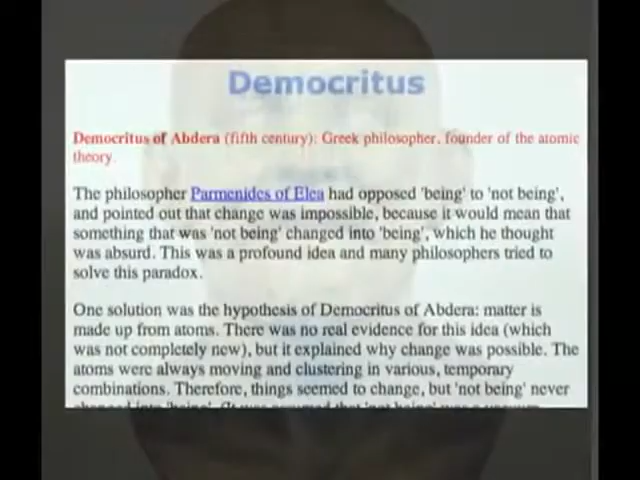 Democritus
Democritus of Abdera (fifth century): Greek philosopher, founder of the atomic
theory
The philosopher Parmenides of Elea had opposed 'being' to 'not being',
and pointed out that change was impossible, because it would mean that
something that was 'not being' changed into 'being', which he thought
was absurd. This was a profound idea and many philosophers tried to
solve this paradox.
One solution was the hypothesis of Democritus of Abdera: matter is
made up from atoms. There was no real evidence for this idea (which
was not completely new), but it explained why change was possible. The
atoms were always moving and clustering in various, temporary
combinations. Therefore, things seemed to change, but 'not being' never